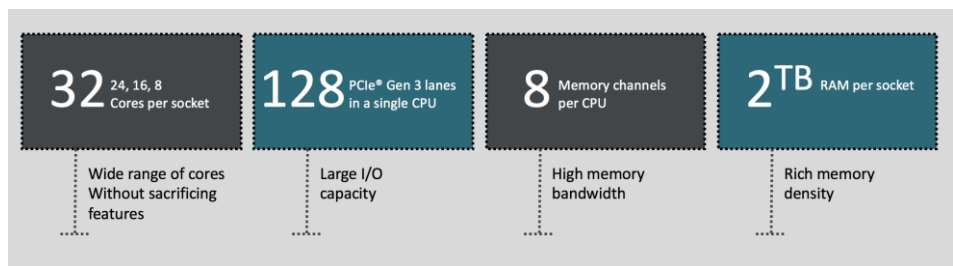 32 24, 16, 8
Cores per socket
128 PCIe® Gen 3 lanes
in a single CPU
8 Memory channels
per CPU
2TB RAM per socket
Wide range of cores
Without sacrificing
features
Large I/O
capacity
High memory
bandwidth
Rich memory
density